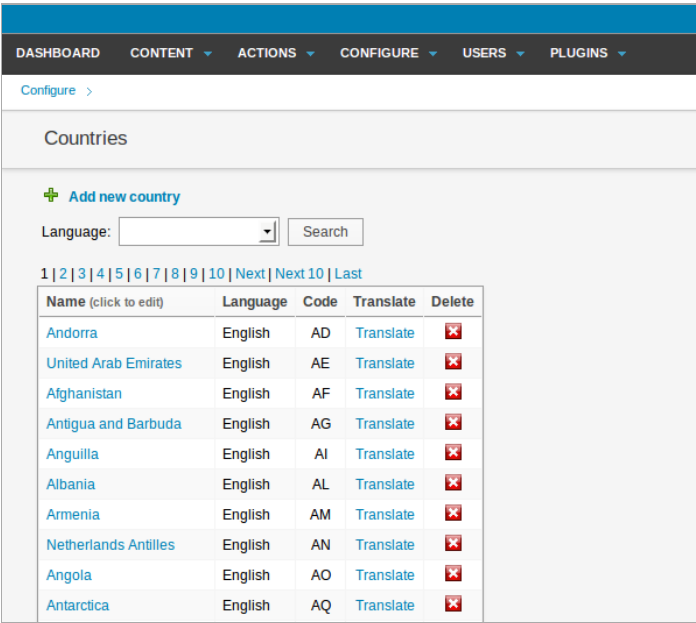 DASHBOARD CONTENT ACTIONS CONFIGURE USERS PLUGINS
Configure >
Countries
Add new country
Language: Search
1 | 2 | 3 | 4 | 5 | 6 | 7 | 8 | 9 | 10 | Next | Next 10 | Last
Name (click to edit) Language Code Translate Delete
Andorra English AD Translate
United Arab Emirates English AE Translate
Afghanistan English AF Translate
Antigua and Barbuda English AG Translate
Anguilla English AI Translate
Albania English AL Translate
Armenia English AM Translate
Netherlands Antilles English AN Translate
Angola English AO Translate
Antarctica English AQ Translate